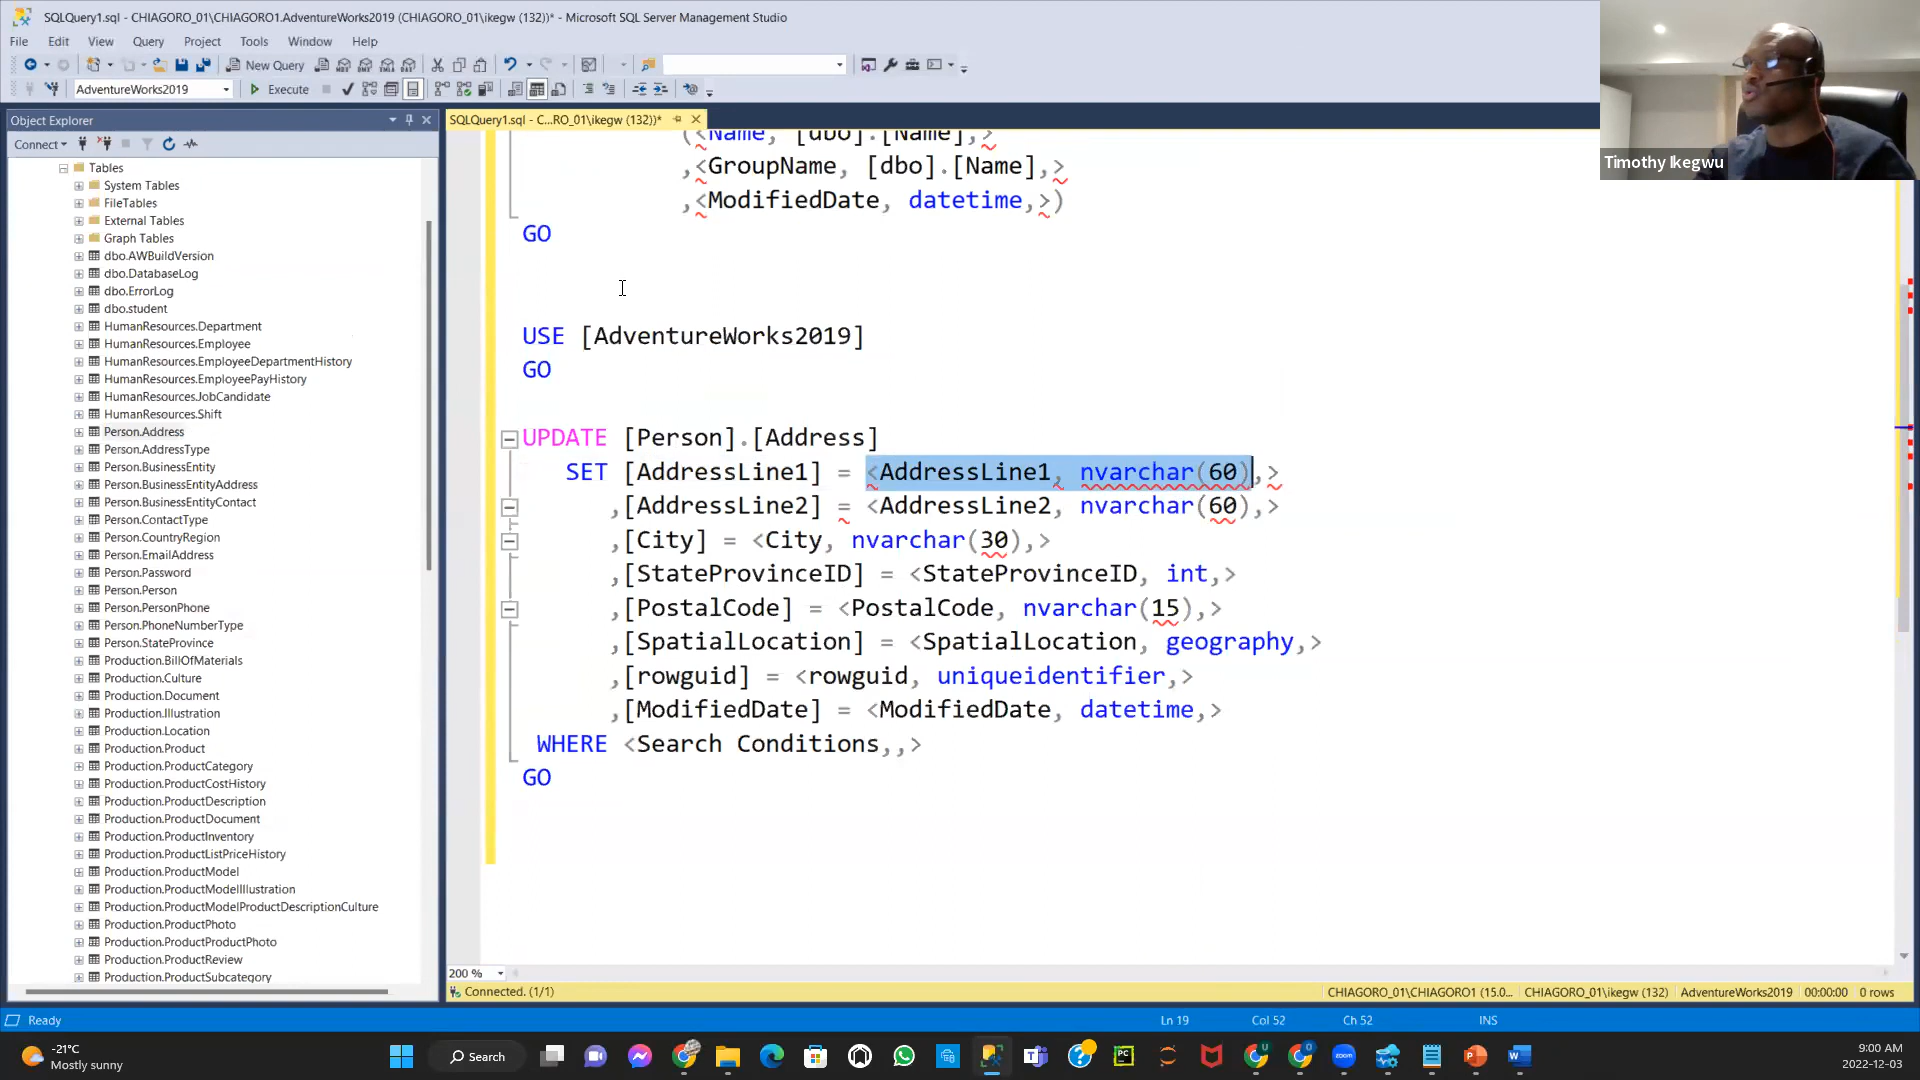 SQLQuery1.sql - CHIAGORO_01\CHIAGORO1.AdventureWorks2019 (CHIAGORO_01\ikegw (132))* - Microsoft SQL Server Management Studio
File Edit View Query Project Tools Window Help
New Query
AdventureWorks2019 Execute
Object Explorer
Connect
Tables
System Tables
FileTables
External Tables
Graph Tables
dbo.AWBuildVersion
dbo.DatabaseLog
dbo.ErrorLog
dbo.student
HumanResources.Department
HumanResources.Employee
HumanResources.EmployeeDepartmentHistory
HumanResources.EmployeePayHistory
HumanResources.JobCandidate
HumanResources.Shift
Person.Address
Person.AddressType
Person.BusinessEntity
Person.BusinessEntityAddress
Person.BusinessEntityContact
Person.ContactType
Person.CountryRegion
Person.EmailAddress
Person.Password
Person.Person
Person.PersonPhone
Person.PhoneNumberType
Person.StateProvince
Production.BillOfMaterials
Production.Culture
Production.Document
Production.Illustration
Production.Location
Production.Product
Production.ProductCategory
Production.ProductCostHistory
Production.ProductDescription
Production.ProductDocument
Production.ProductInventory
Production.ProductListPriceHistory
Production.ProductModel
Production.ProductModelIllustration
Production.ProductModelProductDescriptionCulture
Production.ProductPhoto
Production.ProductProductPhoto
Production.ProductReview
Production.ProductSubcategory
SQLQuery1.sql - C...RO_01\ikegw (132))*
(<Name, [dbo].[Name],>
,<GroupName, [dbo].[Name],>
,<ModifiedDate, datetime,>)
GO
USE [AdventureWorks2019]
GO
UPDATE [Person].[Address]
SET [AddressLine1] = <AddressLine1, nvarchar(60),>
,[AddressLine2] = <AddressLine2, nvarchar(60),>
,[City] = <City, nvarchar(30),>
,[StateProvinceID] = <StateProvinceID, int,>
,[PostalCode] = <PostalCode, nvarchar(15),>
,[SpatialLocation] = <SpatialLocation, geography,>
,[rowguid] = <rowguid, uniqueidentifier,>
,[ModifiedDate] = <ModifiedDate, datetime,>
WHERE <Search Conditions,,>
GO
Timothy Ikegwu
200 %
Connected. (1/1) CHIAGORO_01\CHIAGORO1 (15.0... CHIAGORO_01\ikegw (132) AdventureWorks2019 00:00:00 0 rows
Ready Ln 19 Col 52 Ch 52 INS
-21°C
Mostly sunny
Search
9:00 AM
2022-12-03